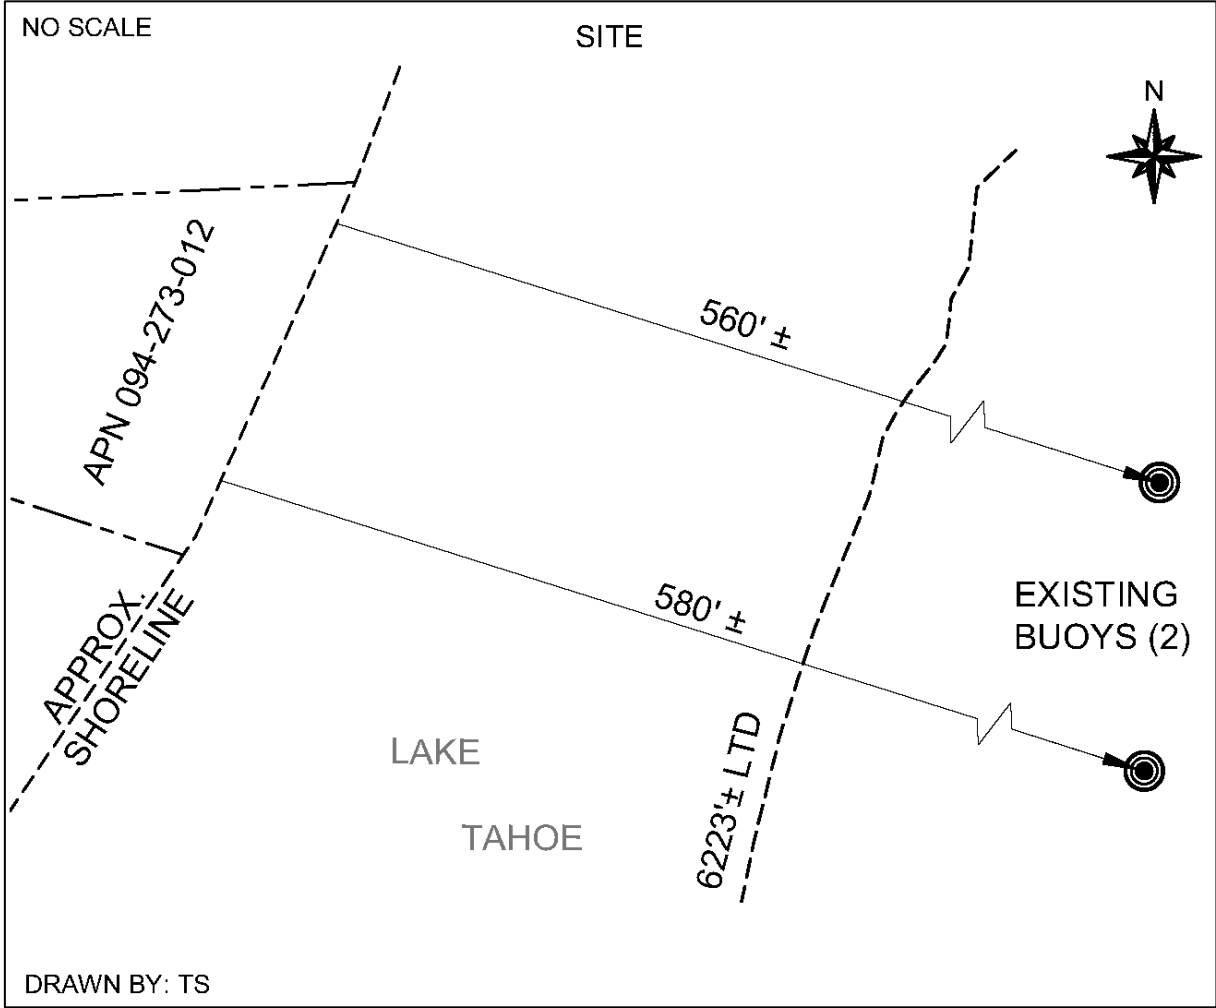 NO SCALE
SITE
N
APN 094-273-012
560' ±
580' ±
EXISTING
BUOYS (2)
APPROX.
SHORELINE
LAKE
TAHOE
6223'± LTD
DRAWN BY: TS